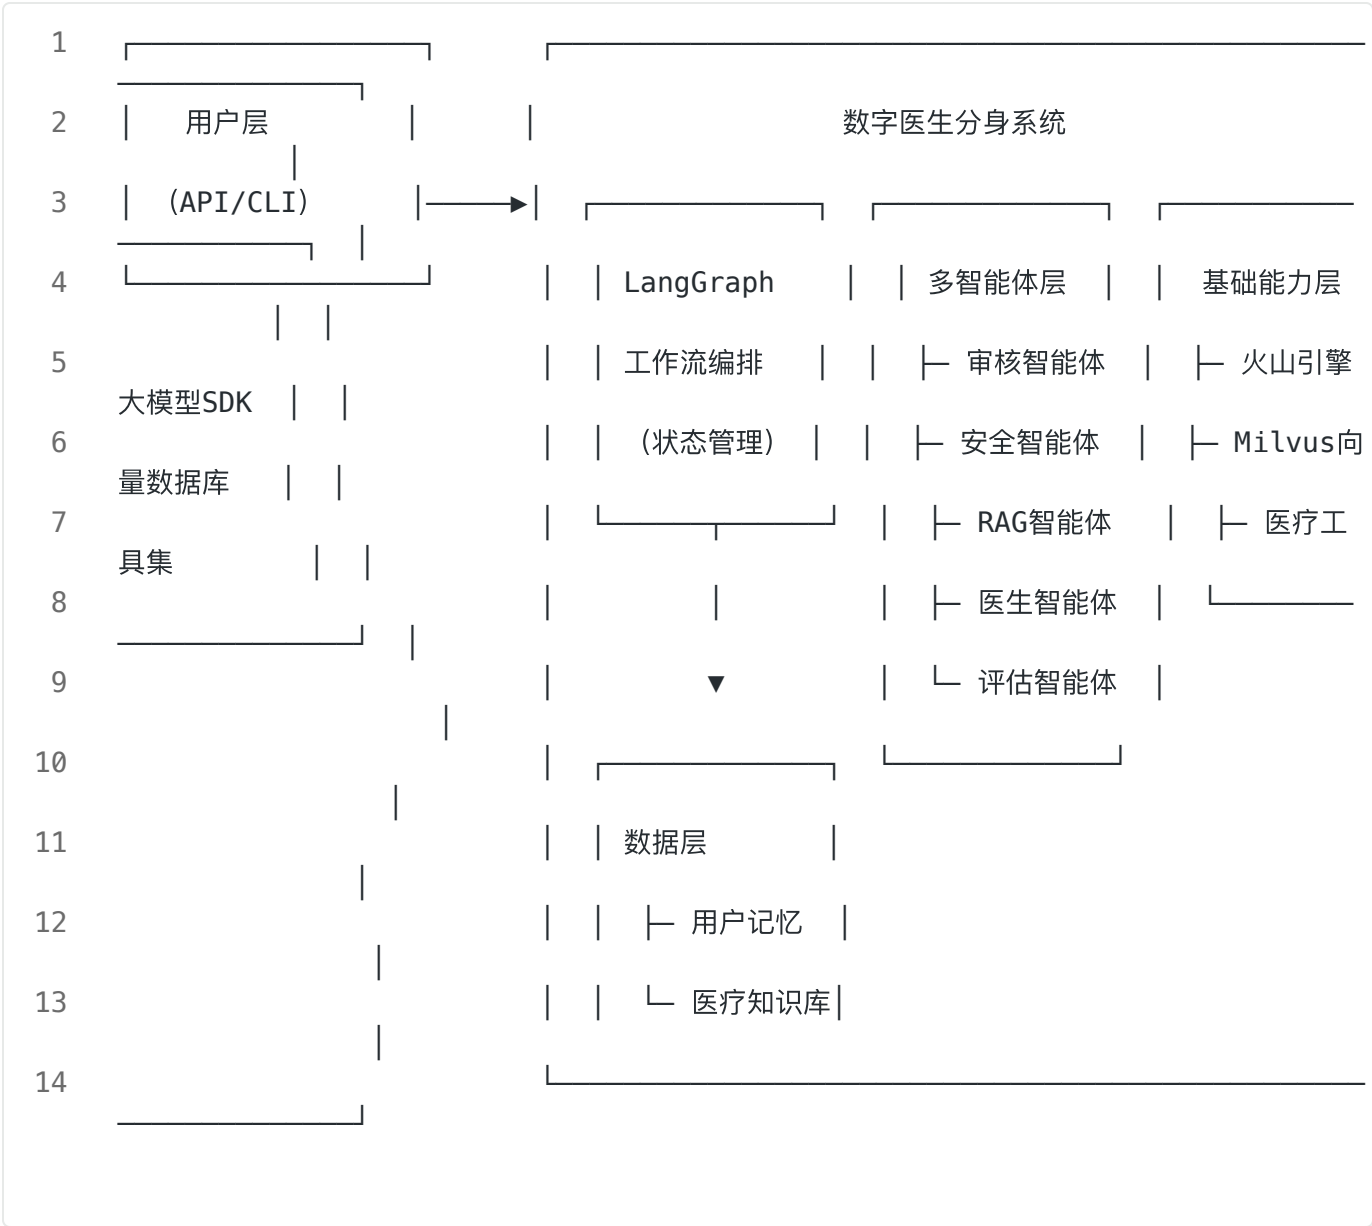 1 ┌─────────────────┐      ┌────────────────────────────────────────────────
──────────────┐
2 │   用户层        │      │                  数字医生分身系统
          │
3 │  (API/CLI)      │─────▶│  ┌─────────────┐  ┌─────────────┐  ┌───────────
───────────┐  │
4 └─────────────────┘      │  │ LangGraph    │  │ 多智能体层  │  │  基础能力层
         │  │
5                          │  │ 工作流编排   │  │  ├─ 审核智能体  │  ├─ 火山引擎
大模型SDK  │  │
6                          │  │ (状态管理)  │  │  ├─ 安全智能体  │  ├─ Milvus向
量数据库   │  │
7                          │  └──────┬──────┘  │  ├─ RAG智能体   │  ├─ 医疗工
具集        │  │
8                          │         │         │  ├─ 医生智能体  │  └────────
──────────────┘  │
9                          │         ▼         │  └─ 评估智能体  │
                   │
10                         │  ┌─────────────┐  └─────────────┘
                │
11                         │  │ 数据层       │
              │
12                         │  │  ├─ 用户记忆  │
               │
13                         │  │  └─ 医疗知识库│
               │
14                         └────────────────────────────────────────────────
──────────────┘